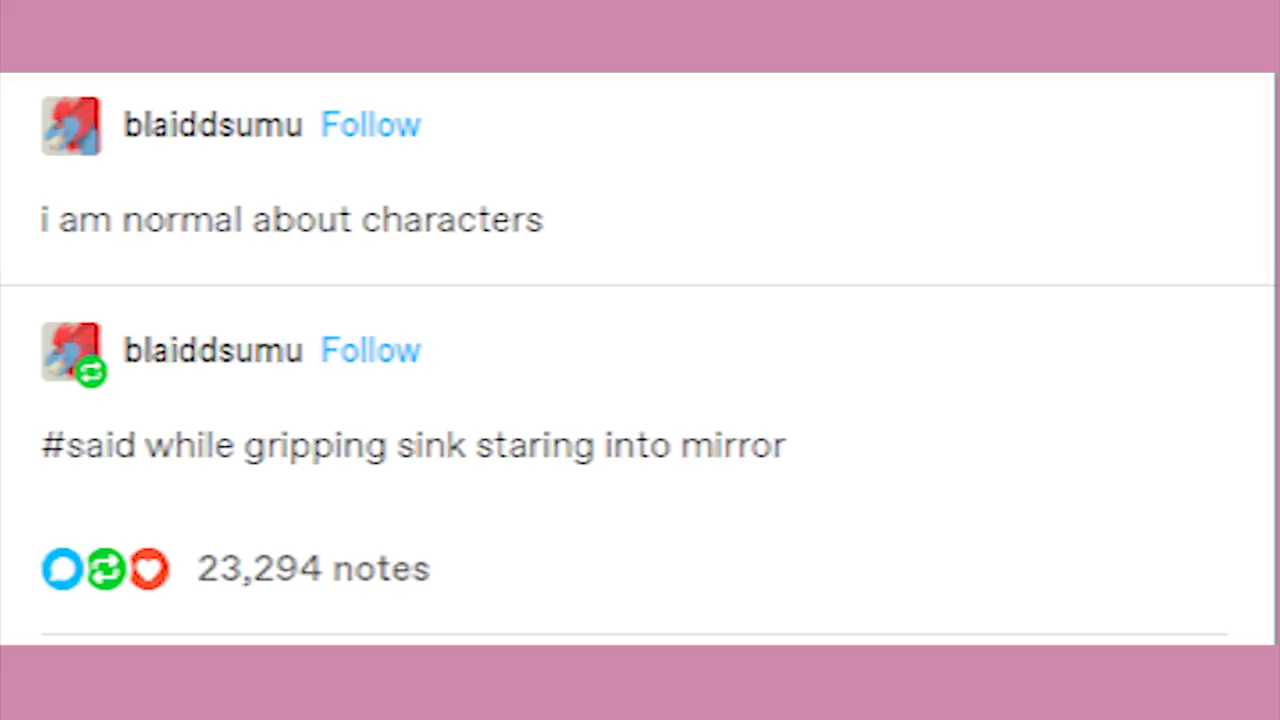 blaiddsumu Follow
i am normal about characters
blaiddsumu Follow
#said while gripping sink staring into mirror
23,294 notes